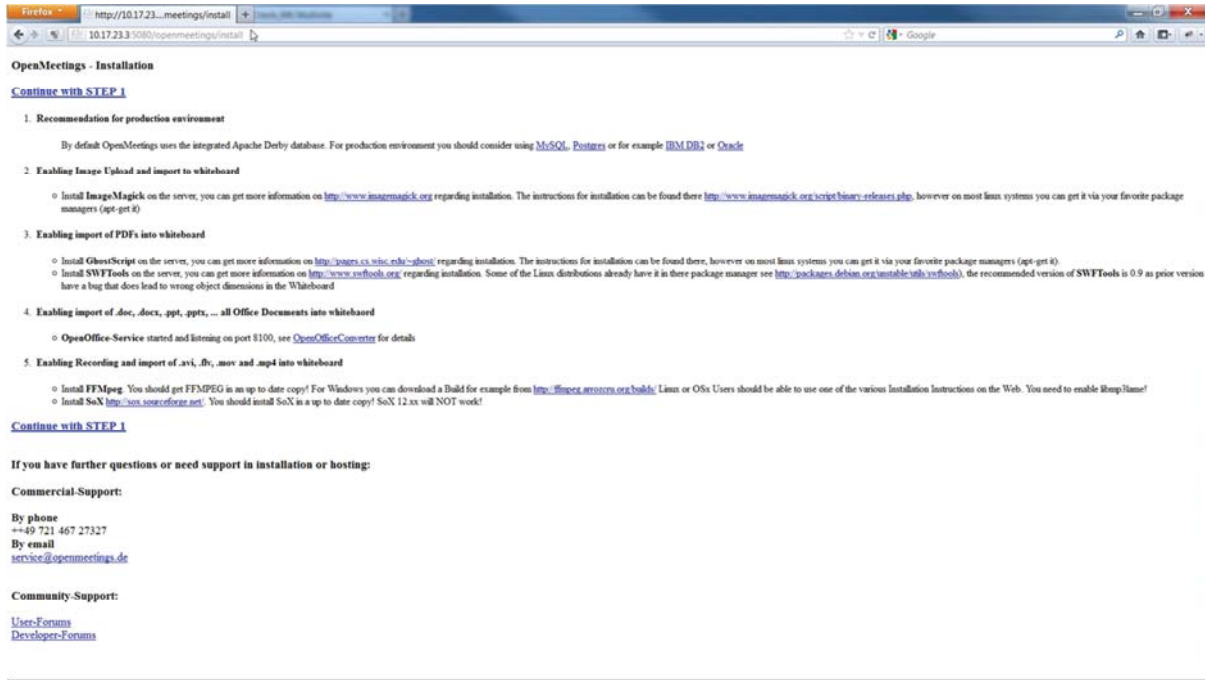 Firefox
http://10.17.23....meetings/install
10.17.23.3:5080/openmeetings/install
Google
OpenMeetings - Installation
Continue with STEP 1
1. Recommendation for production environment
By default OpenMeetings uses the integrated Apache Derby database. For production environment you should consider using MySQL, Postgres or for example IBM DB2 or Oracle
2. Enabling Image Upload and import to whiteboard
Install ImageMagick on the server, you can get more information on http://www.imagemagick.org regarding installation. The instructions for installation can be found there http://www.imagemagick.org/script/binary-releases.php, however on most linux systems you can get it via your favorite package
managers (apt-get it)
3. Enabling import of PDFs into whiteboard
Install GhostScript on the server, you can get more information on http://pages.cs.wisc.edu/~ghost/ regarding installation. The instructions for installation can be found there, however on most linux systems you can get it via your favorite package managers (apt-get it).
Install SWFTools on the server, you can get more information on http://www.swftools.org/ regarding installation. Some of the Linux distributions already have it in there package manager see http://packages.debian.org/unstable/utils/swftools), the recommended version of SWFTools is 0.9 as prior version
have a bug that does lead to wrong object dimensions in the Whiteboard
4. Enabling import of .doc, .docx, .ppt, .pptx, ... all Office Documents into whitebaord
OpenOffice-Service started and listening on port 8100, see OpenOfficeConverter for details
5. Enabling Recording and import of .avi, .flv, .mov and .mp4 into whiteboard
Install FFMpeg. You should get FFMPEG in an up to date copy! For Windows you can download a Build for example from http://ffmpeg.arrozcru.org/builds/ Linux or OSx Users should be able to use one of the various Installation Instructions on the Web. You need to enable libmp3lame!
Install SoX http://sox.sourceforge.net/. You should install SoX in a up to date copy! SoX 12.xx will NOT work!
Continue with STEP 1
If you have further questions or need support in installation or hosting:
Commercial-Support:
By phone
++49 721 467 27327
By email
service@openmeetings.de
Community-Support:
User-Forums
Developer-Forums